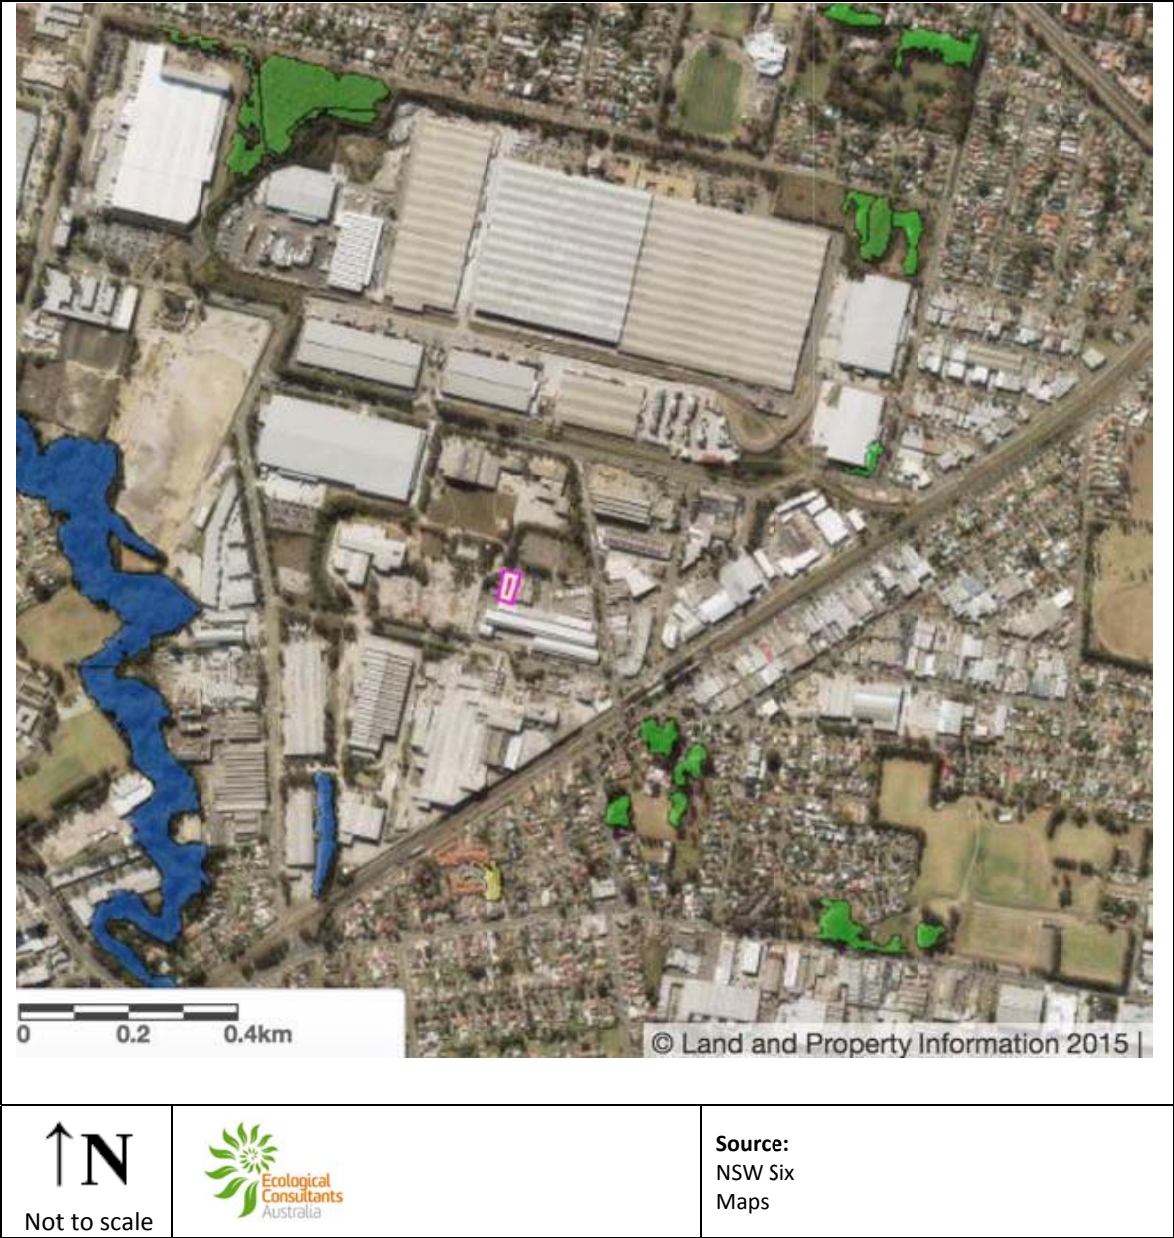 0 0.2 0.4km
© Land and Property Information 2015 |
↑N
Not to scale
Ecological
Consultants
Australia
Source:
NSW Six
Maps